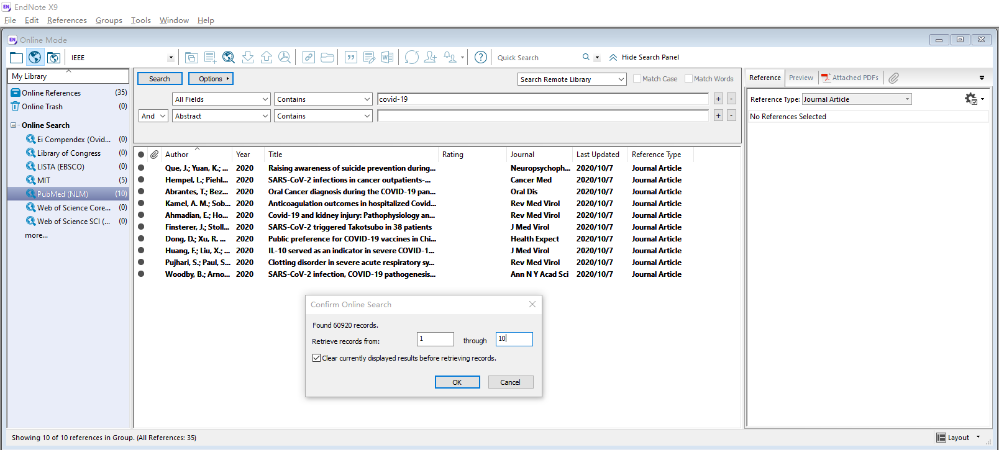 EndNote X9
File Edit References Groups Tools Window Help
Online Mode
IEEE
Quick Search
Hide Search Panel
My Library
Online References (35)
Online Trash
Online Search
Ei Compendex (Ovid... (0)
Library of Congress (0)
LISTA (EBSCO) (0)
MIT (5)
PubMed (NLM) (10)
Web of Science Core... (0)
Web of Science SCI (... (0)
more...
Search Options Search Remote Library Match Case Match Words
All Fields Contains covid-19 + -
And Abstract Contains + -
Author Year Title Rating Journal Last Updated Reference Type
Que, J.; Yuan, K.; ... 2020 Raising awareness of suicide prevention during... Neuropsychoph... 2020/10/7 Journal Article
Hempel, L.; Piehl... 2020 SARS-CoV-2 infections in cancer outpatients-... Cancer Med 2020/10/7 Journal Article
Abrantes, T.; Bez... 2020 Oral Cancer diagnosis during the COVID-19 pan... Oral Dis 2020/10/7 Journal Article
Kamel, A. M.; Sob... 2020 Anticoagulation outcomes in hospitalized Covid... Rev Med Virol 2020/10/7 Journal Article
Ahmadian, E.; Ho... 2020 Covid-19 and kidney injury: Pathophysiology an... Rev Med Virol 2020/10/7 Journal Article
Finsterer, J.; Stoll... 2020 SARS-CoV-2 triggered Takotsubo in 38 patients J Med Virol 2020/10/7 Journal Article
Dong, D.; Xu, R. ... 2020 Public preference for COVID-19 vaccines in Chi... Health Expect 2020/10/7 Journal Article
Huang, F.; Liu, X.; ... 2020 IL-10 served as an indicator in severe COVID-1... J Med Virol 2020/10/7 Journal Article
Pujhari, S.; Paul, S... 2020 Clotting disorder in severe acute respiratory sy... Rev Med Virol 2020/10/7 Journal Article
Woodby, B.; Arno... 2020 SARS-CoV-2 infection, COVID-19 pathogenesis... Ann N Y Acad Sci 2020/10/7 Journal Article
Confirm Online Search
Found 60920 records.
Retrieve records from: 1 through 10
Clear currently displayed results before retrieving records.
OK Cancel
Reference Preview Attached PDFs
Reference Type: Journal Article
No References Selected
Showing 10 of 10 references in Group. (All References: 35)
Layout